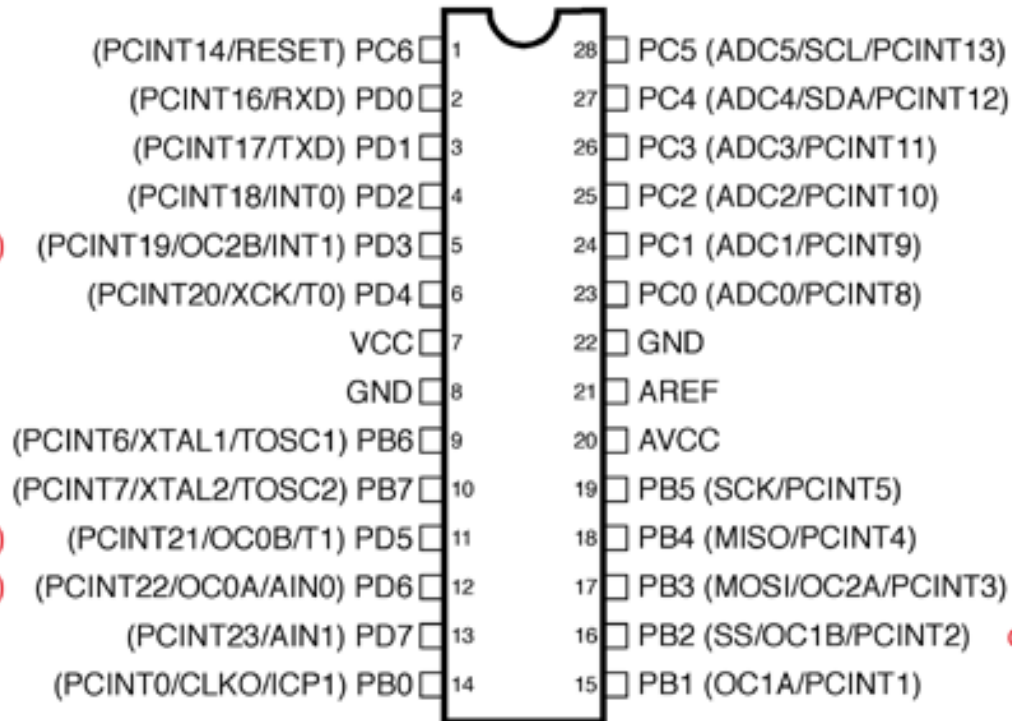 (PCINT14/RESET) PC6 1 28 PC5 (ADC5/SCL/PCINT13)
(PCINT16/RXD) PD0 2 27 PC4 (ADC4/SDA/PCINT12)
(PCINT17/TXD) PD1 3 26 PC3 (ADC3/PCINT11)
(PCINT18/INT0) PD2 4 25 PC2 (ADC2/PCINT10)
(PCINT19/OC2B/INT1) PD3 5 24 PC1 (ADC1/PCINT9)
(PCINT20/XCK/T0) PD4 6 23 PC0 (ADC0/PCINT8)
VCC 7 22 GND
GND 8 21 AREF
(PCINT6/XTAL1/TOSC1) PB6 9 20 AVCC
(PCINT7/XTAL2/TOSC2) PB7 10 19 PB5 (SCK/PCINT5)
(PCINT21/OC0B/T1) PD5 11 18 PB4 (MISO/PCINT4)
(PCINT22/OC0A/AIN0) PD6 12 17 PB3 (MOSI/OC2A/PCINT3)
(PCINT23/AIN1) PD7 13 16 PB2 (SS/OC1B/PCINT2)
(PCINT0/CLKO/ICP1) PB0 14 15 PB1 (OC1A/PCINT1)